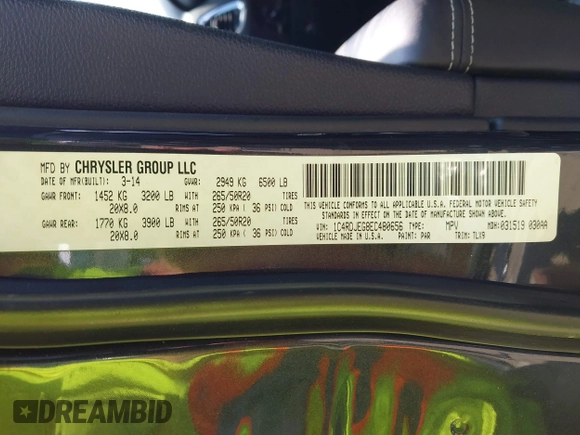 MFD BY CHRYSLER GROUP LLC
DATE OF MFR(BUILT): 3-14 GVWR: 2949 KG 6500 LB
GAWR FRONT: 1452 KG 3200 LB WITH 265/50R20 TIRES
20X8.0 RIMS AT 250 KPA ( 36 PSI) COLD
GAWR REAR: 1770 KG 3900 LB WITH 265/50R20 TIRES
20X8.0 RIMS AT 250 KPA ( 36 PSI) COLD
THIS VEHICLE CONFORMS TO ALL APPLICABLE U.S.A. FEDERAL MOTOR VEHICLE SAFETY
STANDARDS IN EFFECT ON THE DATE OF MANUFACTURE SHOWN ABOVE.
VIN: 1C4RDJEG8EC480656 TYPE: MPV MDH: 031519 030AA
VEHICLE MADE IN U.S.A. PAINT: PAR TRIM: TLX9
DREAMBID